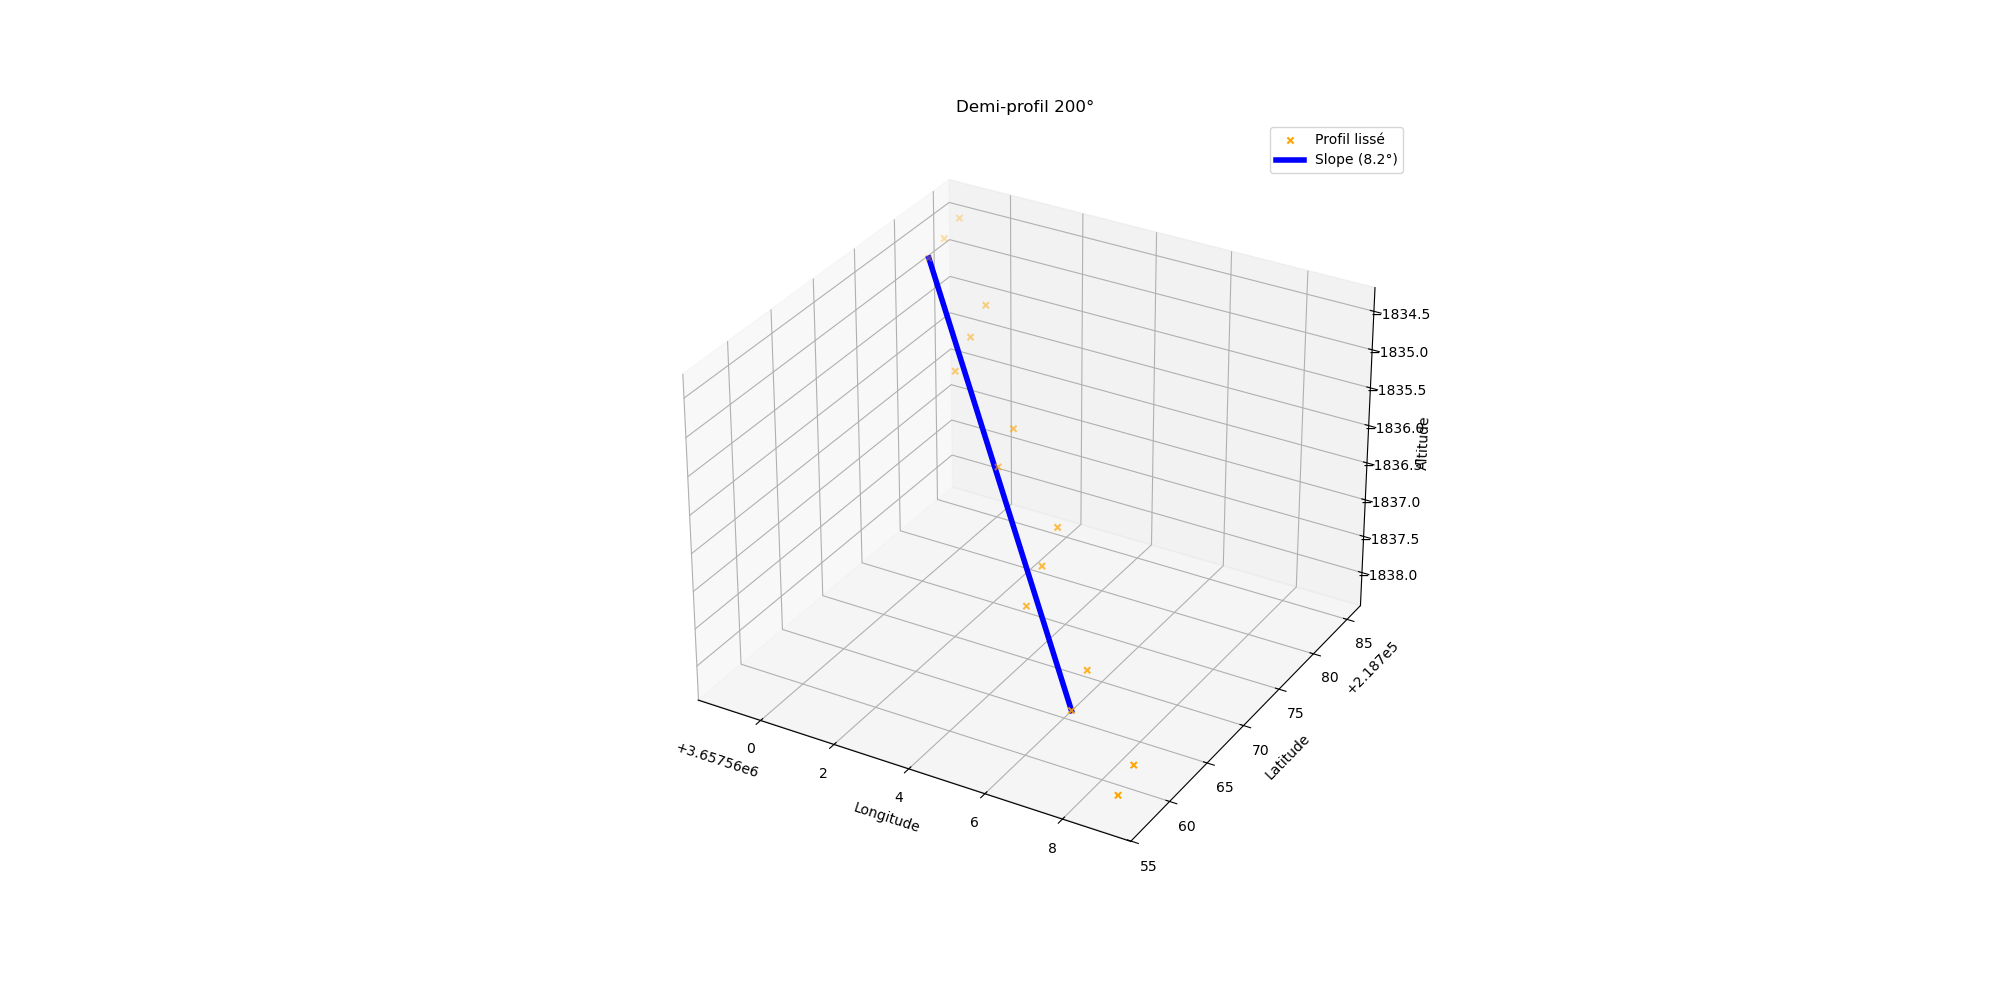 Demi-profil 200°
Profil lissé
Slope (8.2°)
−1834.5
−1835.0
−1835.5
−1836.0
−1836.5
−1837.0
−1837.5
−1838.0
Altitude
85
80
75
70
65
60
55
+2.187e5
Latitude
0
2
4
6
8
+3.65756e6
Longitude